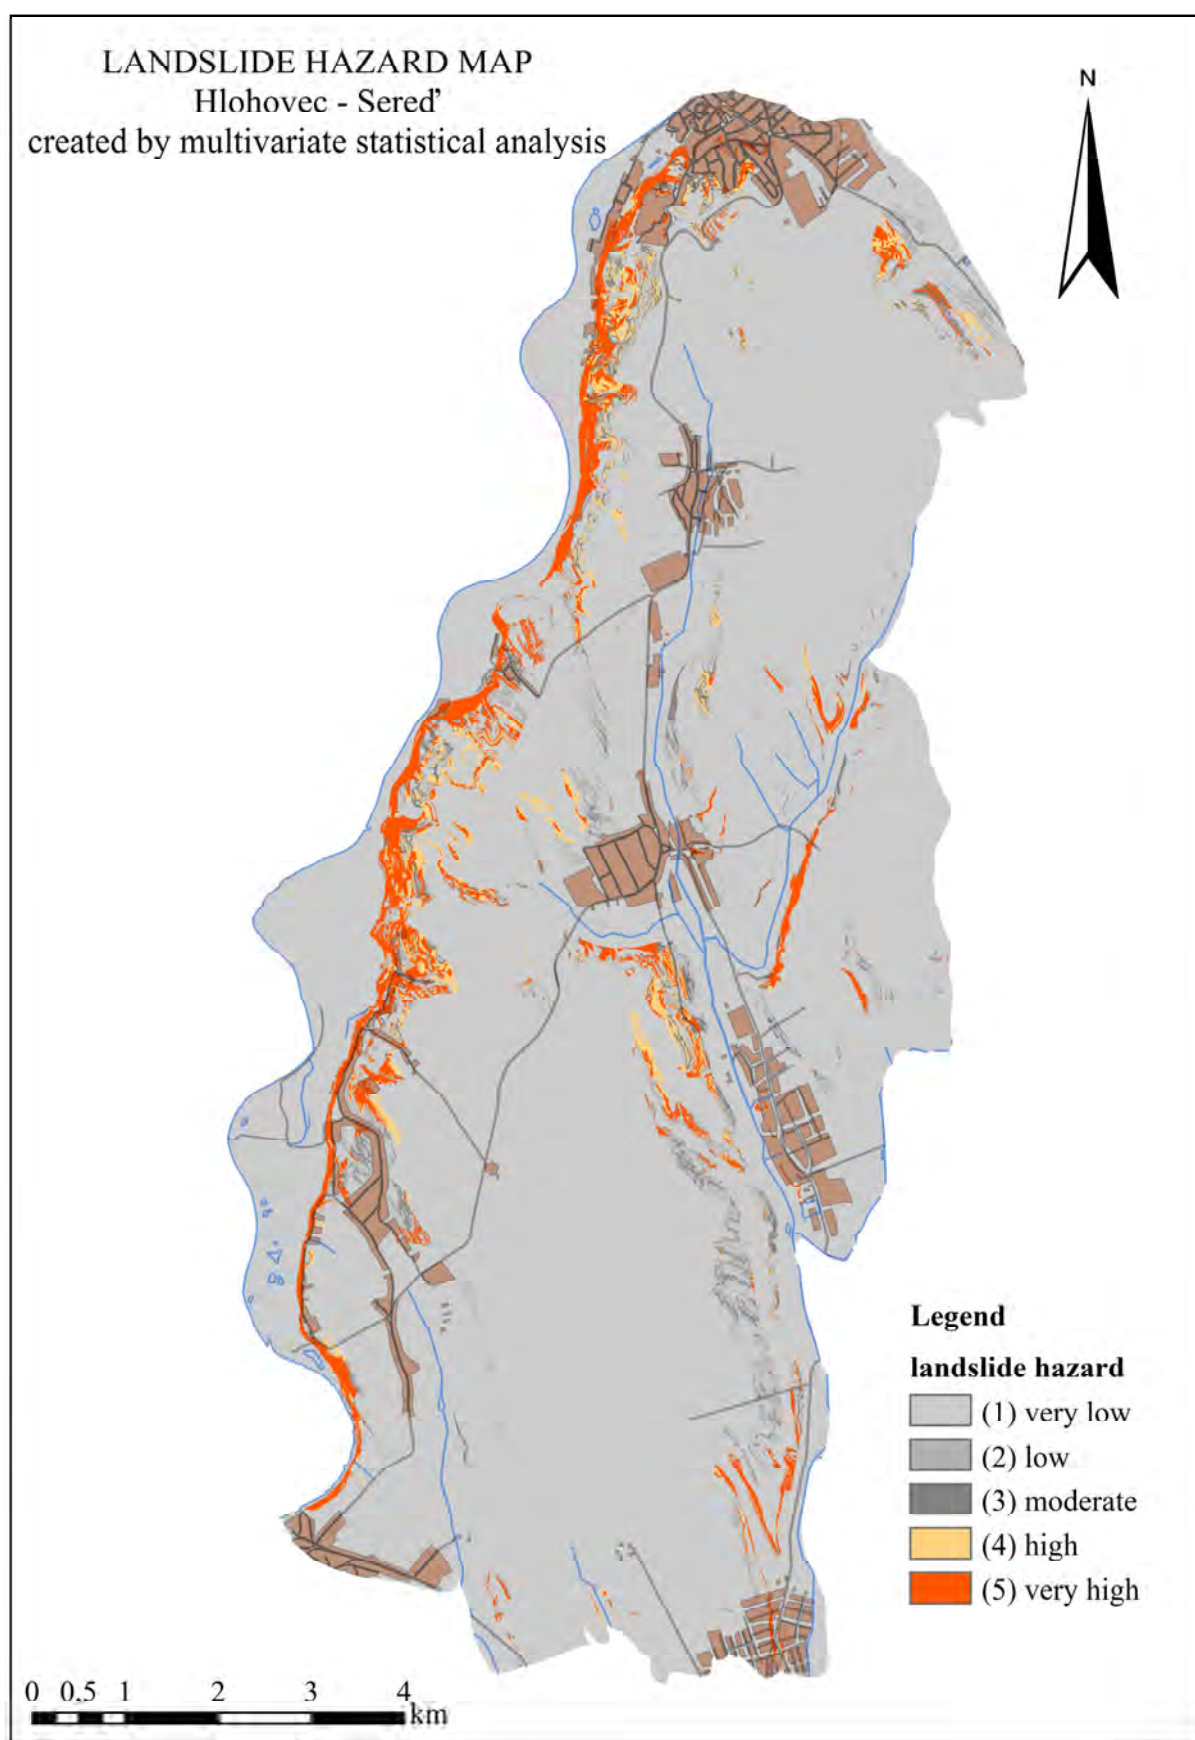 LANDSLIDE HAZARD MAP
Hlohovec - Sereď
created by multivariate statistical analysis
N
Legend
landslide hazard
(1) very low
(2) low
(3) moderate
(4) high
(5) very high
0 0,5 1 2 3 4
km